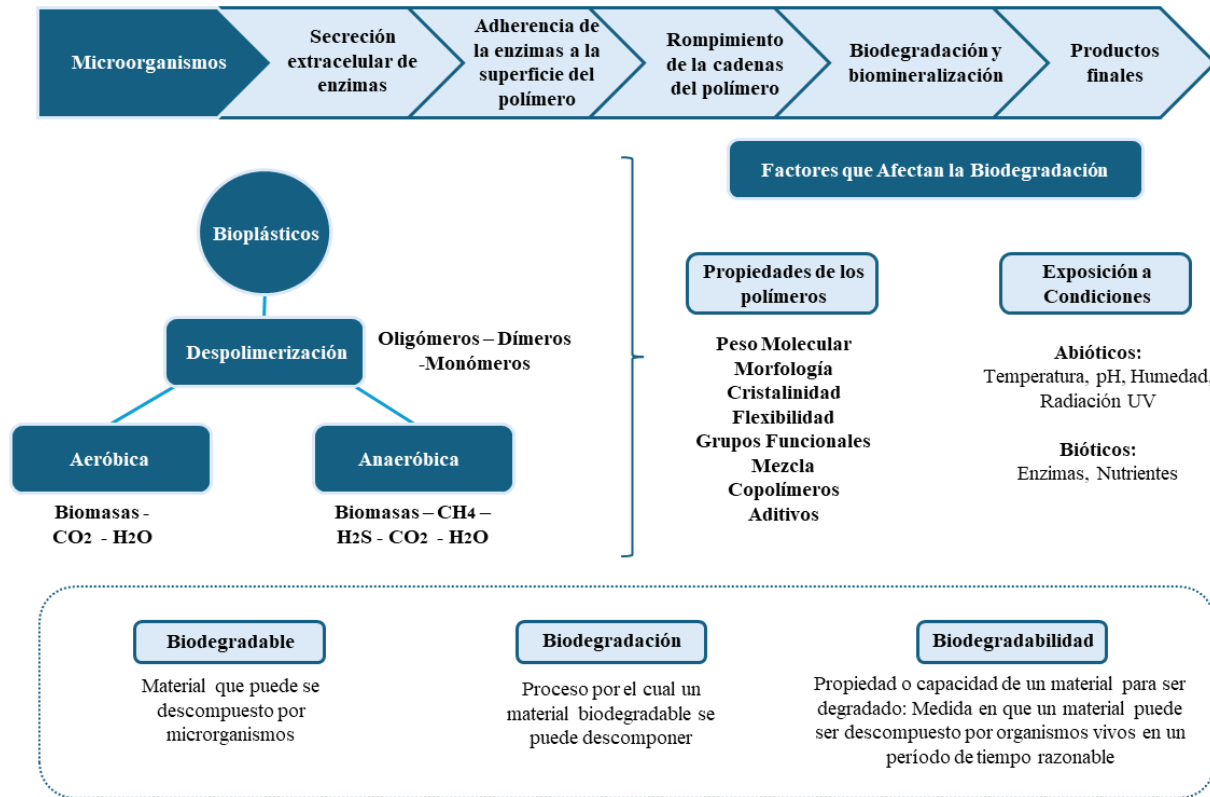 Microorganismos
Secreción
extracelular de
enzimas
Adherencia de
la enzimas a la
superficie del
polímero
Rompimiento
de la cadenas
del polímero
Biodegradación y
biomineralización
Productos
finales
Bioplásticos
Despolimerización
Oligómeros – Dímeros
-Monómeros
Aeróbica
Anaeróbica
Biomasas -
CO2 - H2O
Biomasas – CH4 –
H2S - CO2 - H2O
Factores que Afectan la Biodegradación
Propiedades de los
polímeros
Peso Molecular
Morfología
Cristalinidad
Flexibilidad
Grupos Funcionales
Mezcla
Copolímeros
Aditivos
Exposición a
Condiciones
Abióticos:
Temperatura, pH, Humedad,
Radiación UV
Bióticos:
Enzimas, Nutrientes
Biodegradable
Material que puede se
descompuesto por
microrganismos
Biodegradación
Proceso por el cual un
material biodegradable se
puede descomponer
Biodegradabilidad
Propiedad o capacidad de un material para ser
degradado: Medida en que un material puede
ser descompuesto por organismos vivos en un
período de tiempo razonable